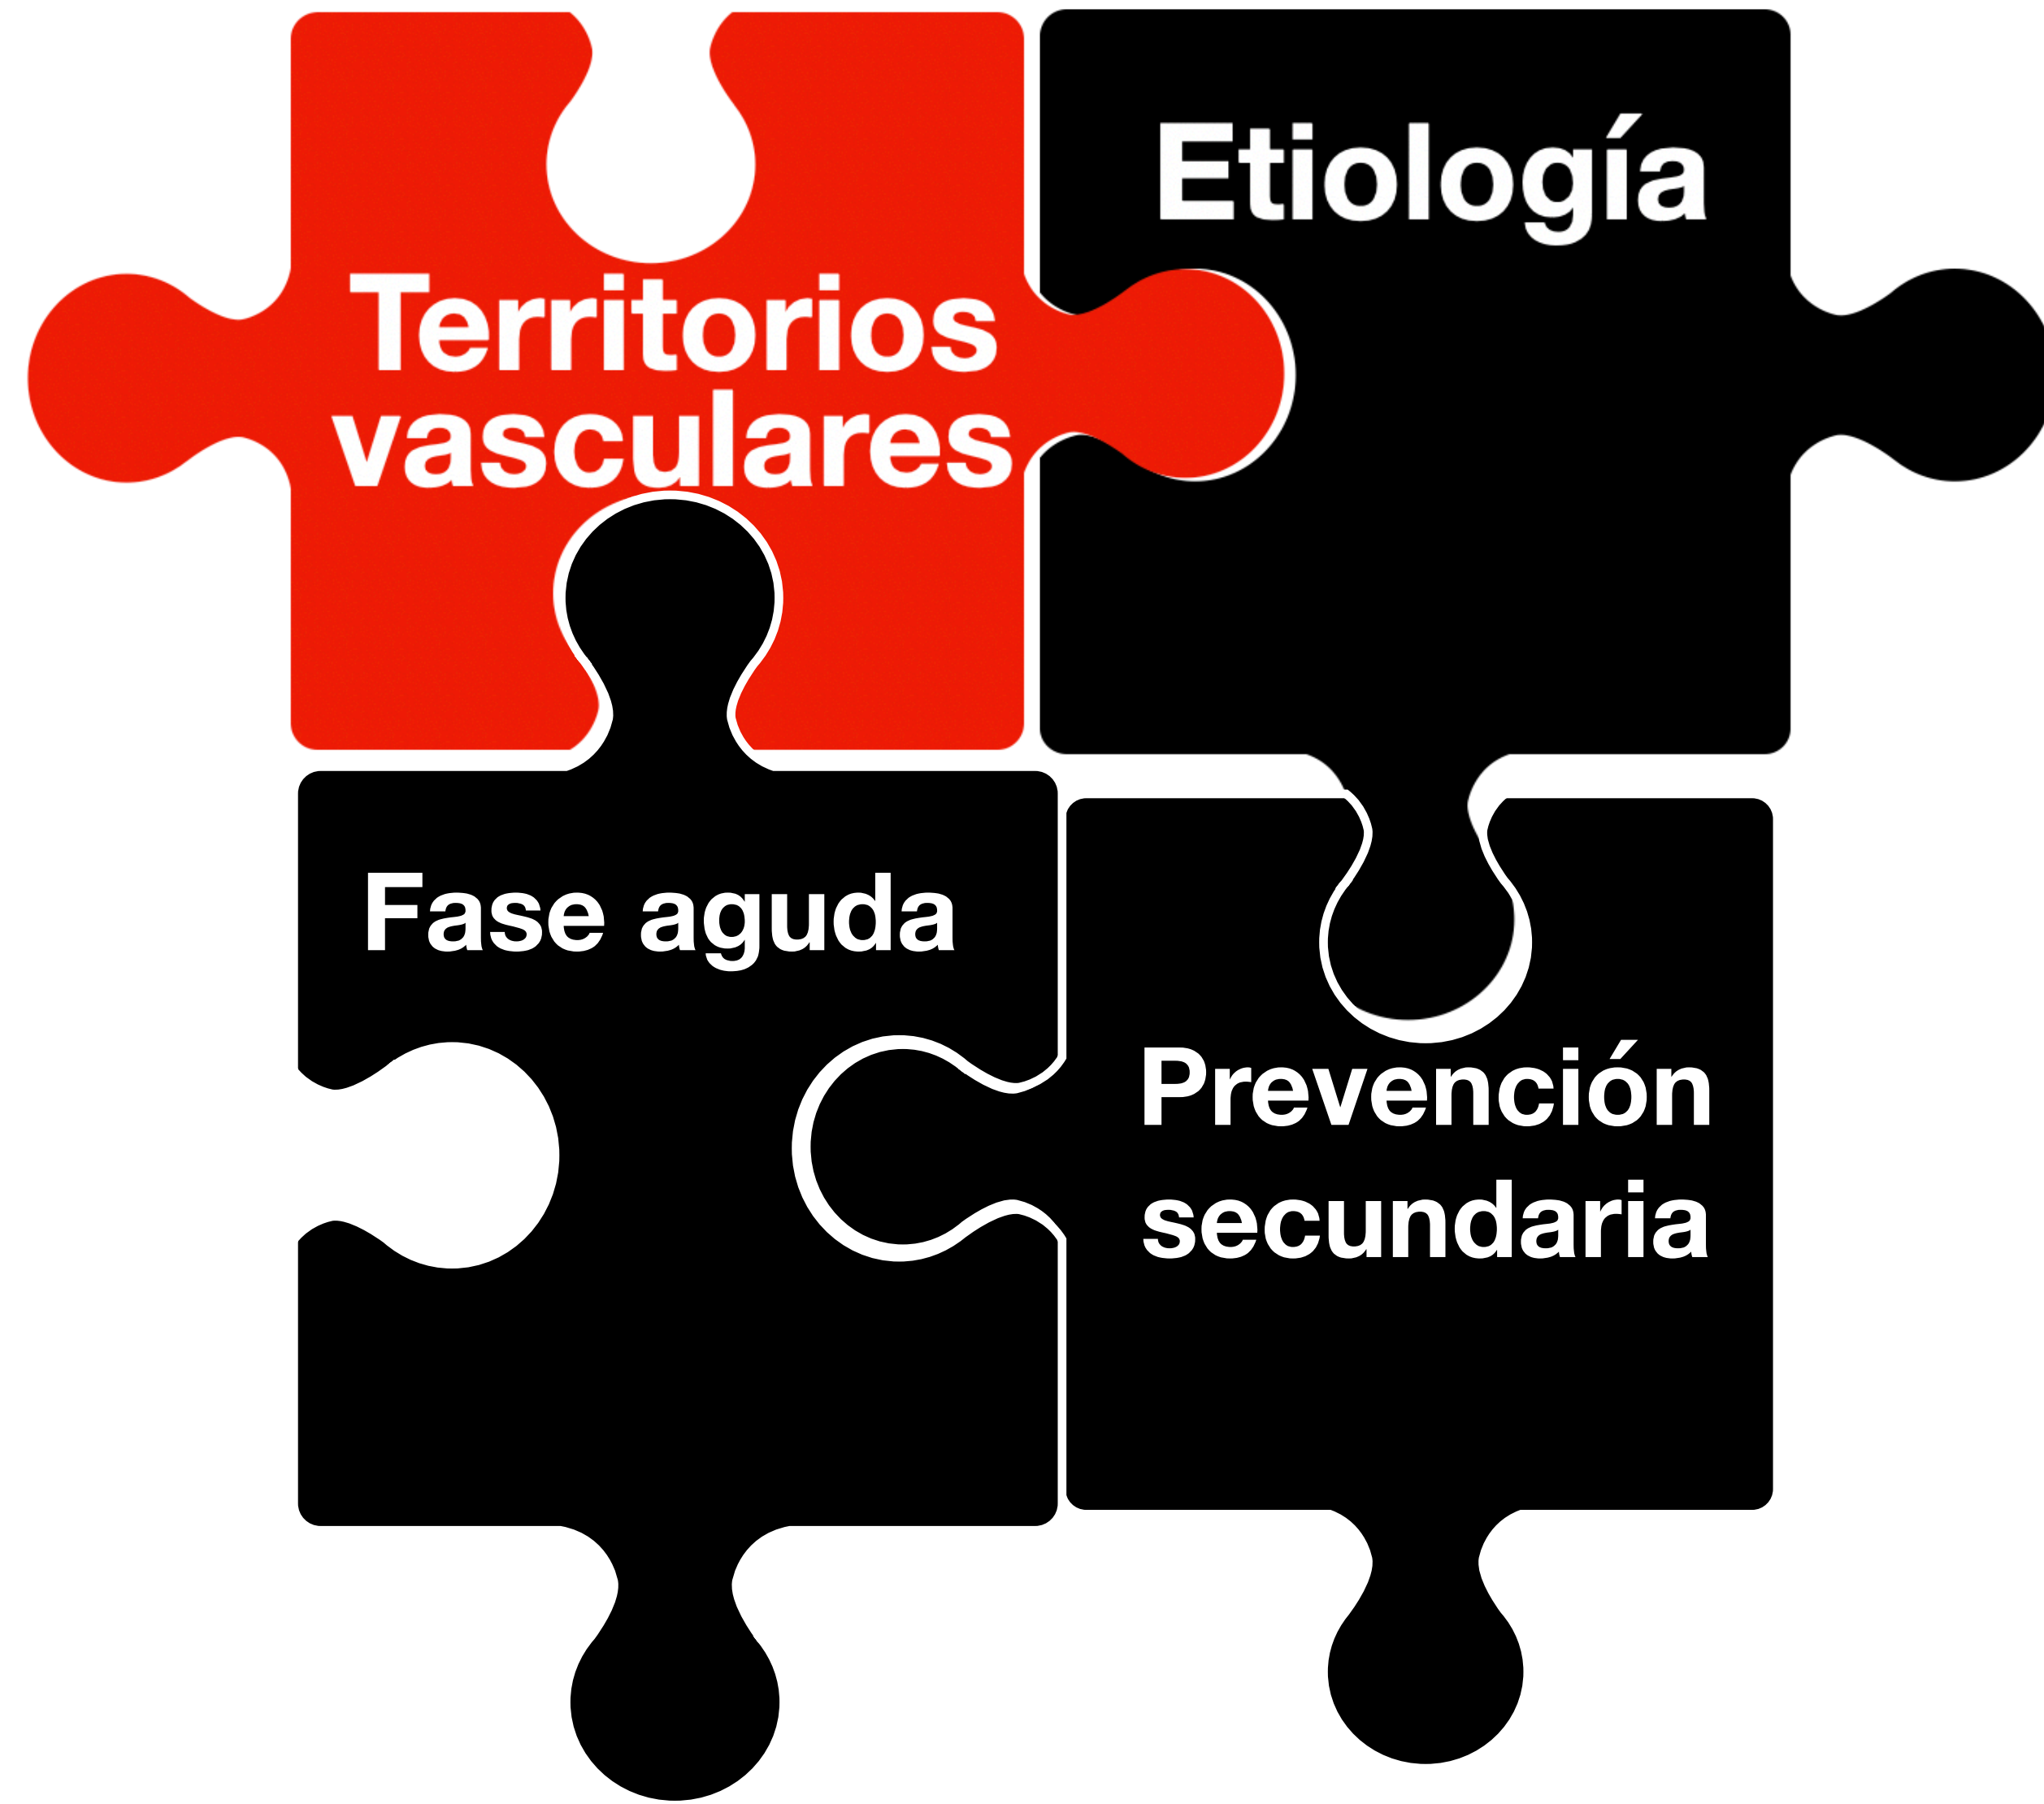 Territorios
vasculares
Etiología
Fase aguda
Prevención
secundaria